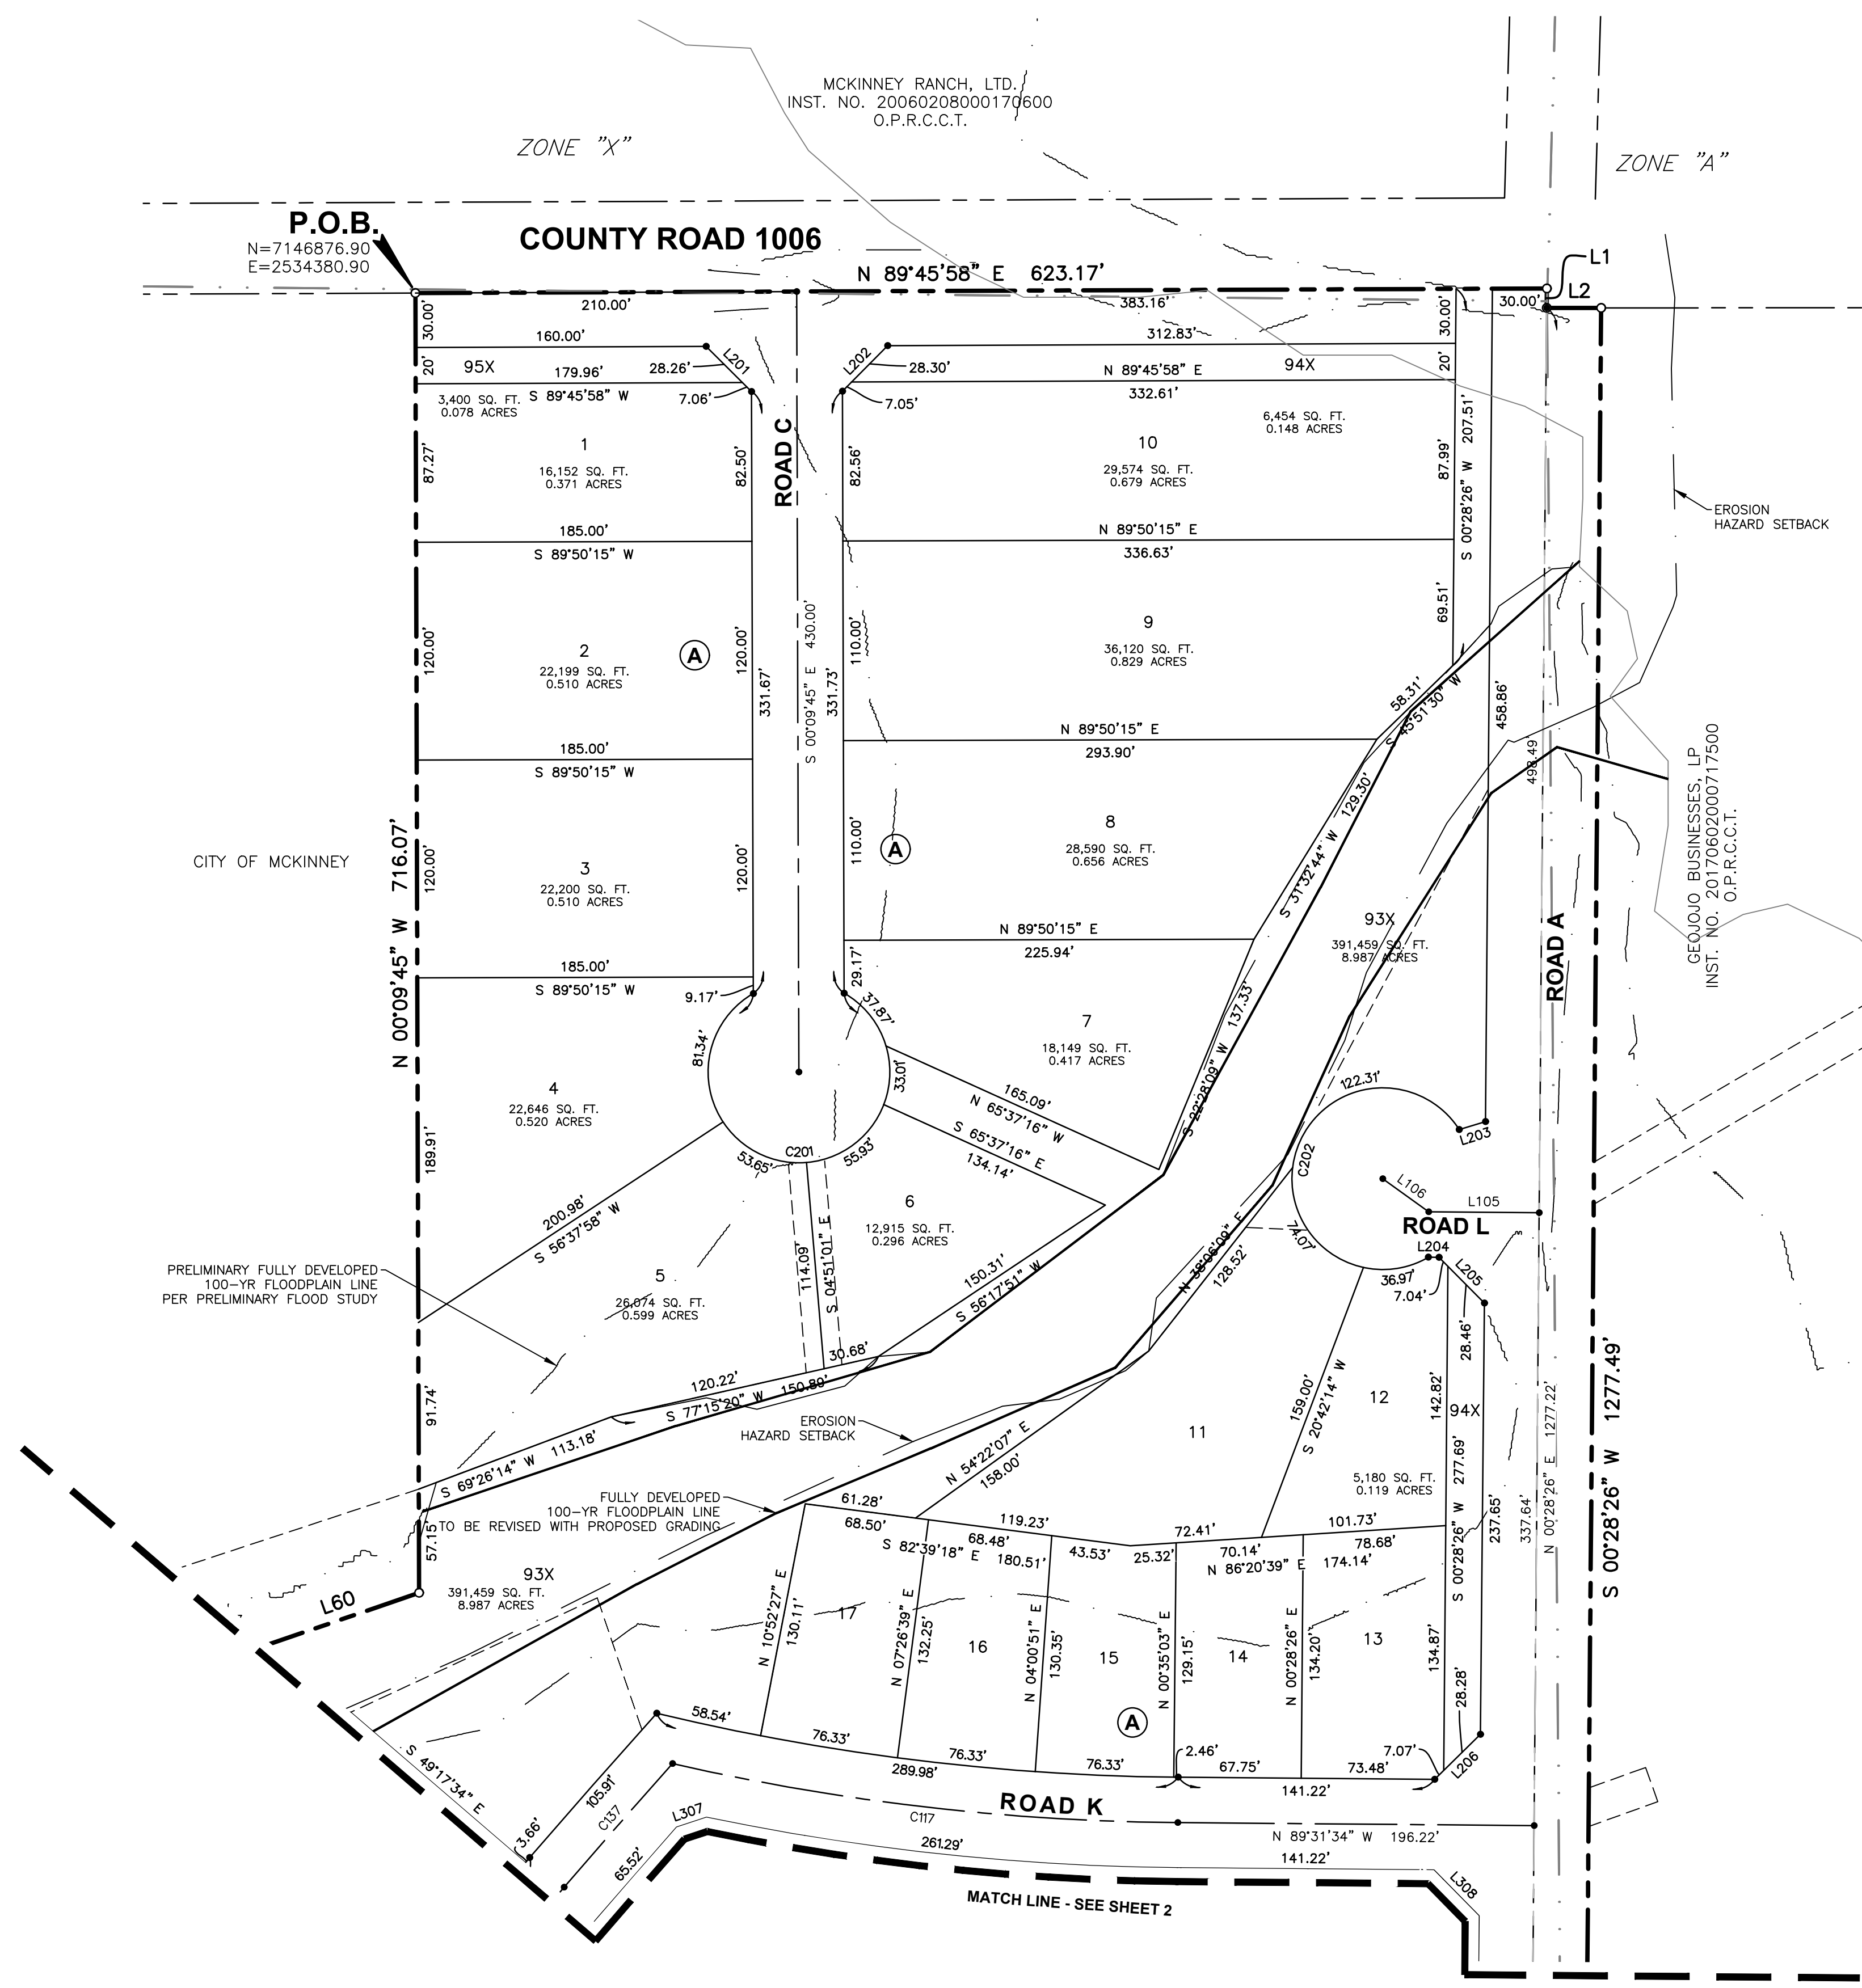 MCKINNEY RANCH, LTD.
INST. NO. 20060208000170600
O.P.R.C.C.T.
ZONE "X"
ZONE "A"
P.O.B.
N=7146876.90
E=2534380.90
COUNTY ROAD 1006
N 89°45'58" E 623.17'
L1
L2
210.00'
383.16'
30.00'
30.00'
30.00'
160.00'
312.83'
20'
95X
179.96'
28.26'
L201
L202
28.30'
N 89°45'58" E
94X
20'
S 89°45'58" W
7.06'
7.05'
332.61'
3,400 SQ. FT.
0.078 ACRES
6,454 SQ. FT.
0.148 ACRES
ROAD C
1
16,152 SQ. FT.
0.371 ACRES
87.27'
82.50'
82.56'
10
29,574 SQ. FT.
0.679 ACRES
87.99'
S 00°28'26" W 207.51'
EROSION
HAZARD SETBACK
185.00'
S 89°50'15" W
N 89°50'15" E
336.63'
69.51'
2
22,199 SQ. FT.
0.510 ACRES
A
120.00'
120.00'
331.67'
S 00°09'45" E 430.00'
331.73'
110.00'
9
36,120 SQ. FT.
0.829 ACRES
58.31'
S 45°51'30" W
458.86'
498.49'
185.00'
S 89°50'15" W
N 89°50'15" E
293.90'
GEOJOJO BUSINESSES, LP
INST. NO. 20170602000717500
O.P.R.C.C.T.
CITY OF MCKINNEY
N 00°09'45" W 716.07'
120.00'
3
22,200 SQ. FT.
0.510 ACRES
120.00'
110.00'
A
8
28,590 SQ. FT.
0.656 ACRES
S 31°32'44" W 129.30'
93X
391,459 SQ. FT.
8.987 ACRES
ROAD A
185.00'
S 89°50'15" W
N 89°50'15" E
225.94'
9.17'
29.17'
37.87'
81.34'
33.01'
7
18,149 SQ. FT.
0.417 ACRES
S 22°28'09" W 137.33'
4
22,646 SQ. FT.
0.520 ACRES
189.91'
165.09'
N 65°37'16" W
S 65°37'16" E
134.14'
122.31'
L203
C202
C201
53.65'
55.93'
L106
L105
ROAD L
200.98'
S 56°37'58" W
6
12,915 SQ. FT.
0.296 ACRES
114.09'
S 04°51'01" E
150.31'
S 56°17'51" W
N 38°06'09" E
128.52'
74.07'
L204
L205
36.97'
7.04'
PRELIMINARY FULLY DEVELOPED
100-YR FLOODPLAIN LINE
PER PRELIMINARY FLOOD STUDY
5
26,074 SQ. FT.
0.599 ACRES
28.46'
30.68'
120.22'
S 77°15'20" W 150.89'
91.74'
S 69°26'14" W 113.18'
EROSION
HAZARD SETBACK
159.00'
S 20°42'14" W
12
142.82'
94X
N 00°28'26" E 1277.22'
S 00°28'26" W 1277.49'
11
N 54°22'07" E
158.00'
5,180 SQ. FT.
0.119 ACRES
S 00°28'26" W 277.69'
237.65'
337.64'
FULLY DEVELOPED
100-YR FLOODPLAIN LINE
TO BE REVISED WITH PROPOSED GRADING
57.15'
61.28'
68.50'
119.23'
68.48'
S 82°39'18" E 180.51'
43.53'
72.41'
25.32'
70.14'
101.73'
78.68'
N 86°20'39" E 174.14'
93X
391,459 SQ. FT.
8.987 ACRES
L60
17
N 10°52'27" E
130.11'
N 07°26'39" E
132.25'
16
N 04°00'51" E
130.35'
15
N 00°35'03" E
129.15'
14
N 00°28'26" E
134.20'
13
134.87'
28.28'
A
58.54'
76.33'
76.33'
76.33'
289.98'
2.46'
67.75'
73.48'
7.07'
L206
141.22'
S 49°17'34" E
105.91'
C137
3.66'
65.52'
L307
C117
ROAD K
N 89°31'34" W 196.22'
261.29'
141.22'
L308
MATCH LINE - SEE SHEET 2